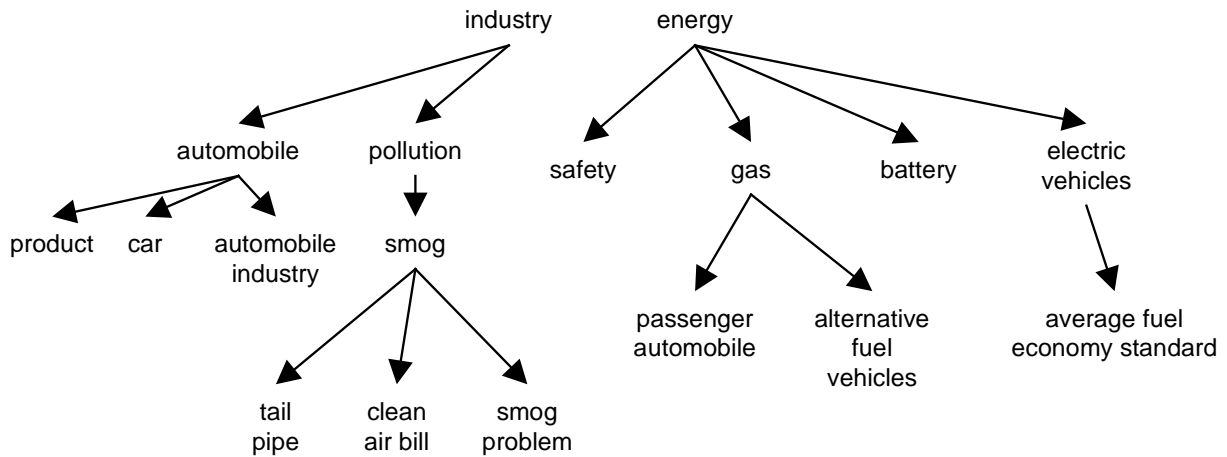 industry energy
automobile pollution safety gas battery electric
vehicles
product car automobile
industry smog
passenger
automobile alternative
fuel
vehicles average fuel
economy standard
tail
pipe clean
air bill smog
problem